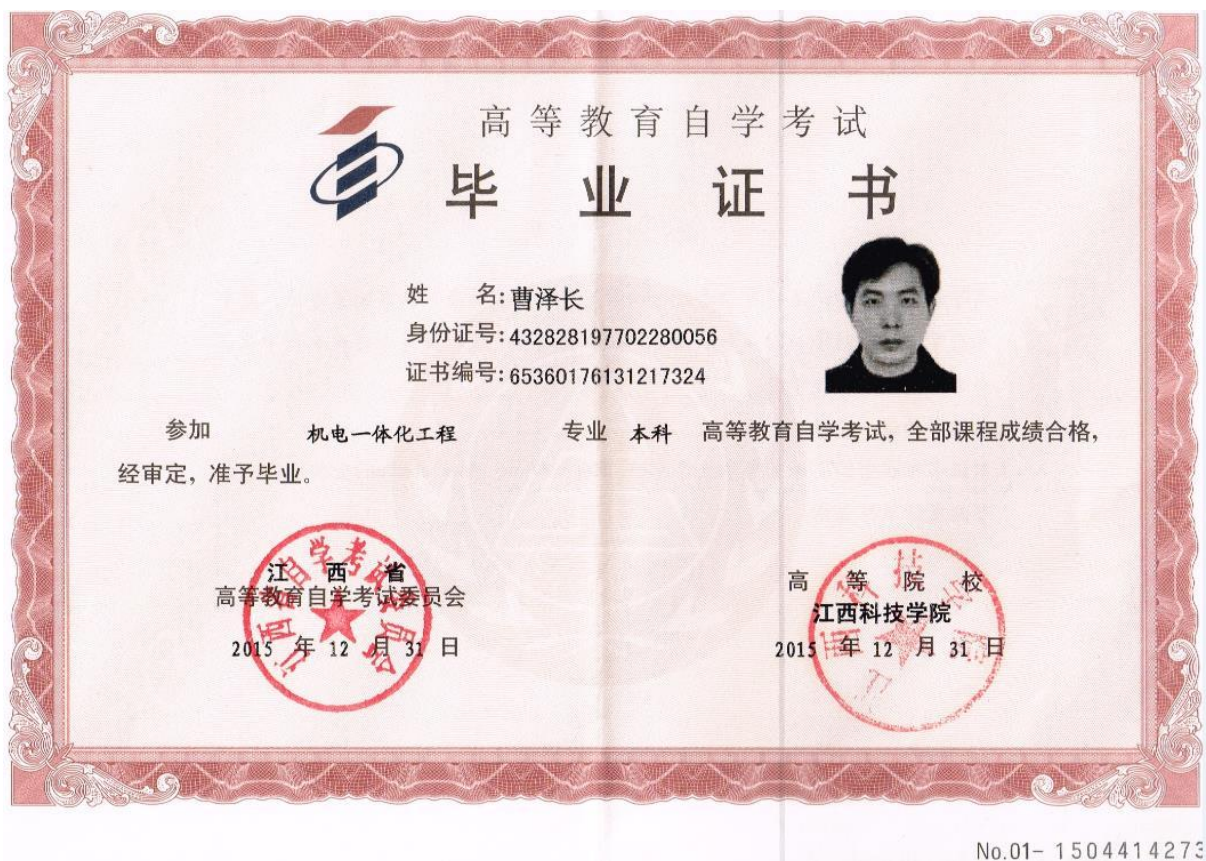 高等教育自学考试
毕业证书
姓 名:曹泽长
身份证号:432828197702280056
证书编号:65360176131217324
参加 机电一体化工程 专业 本科 高等教育自学考试,全部课程成绩合格,
经审定,准予毕业。
江西省
高等教育自学考试委员会
2015 年 12 月 31 日
高等院校
江西科技学院
2015 年 12 月 31 日
No.01- 1504414273